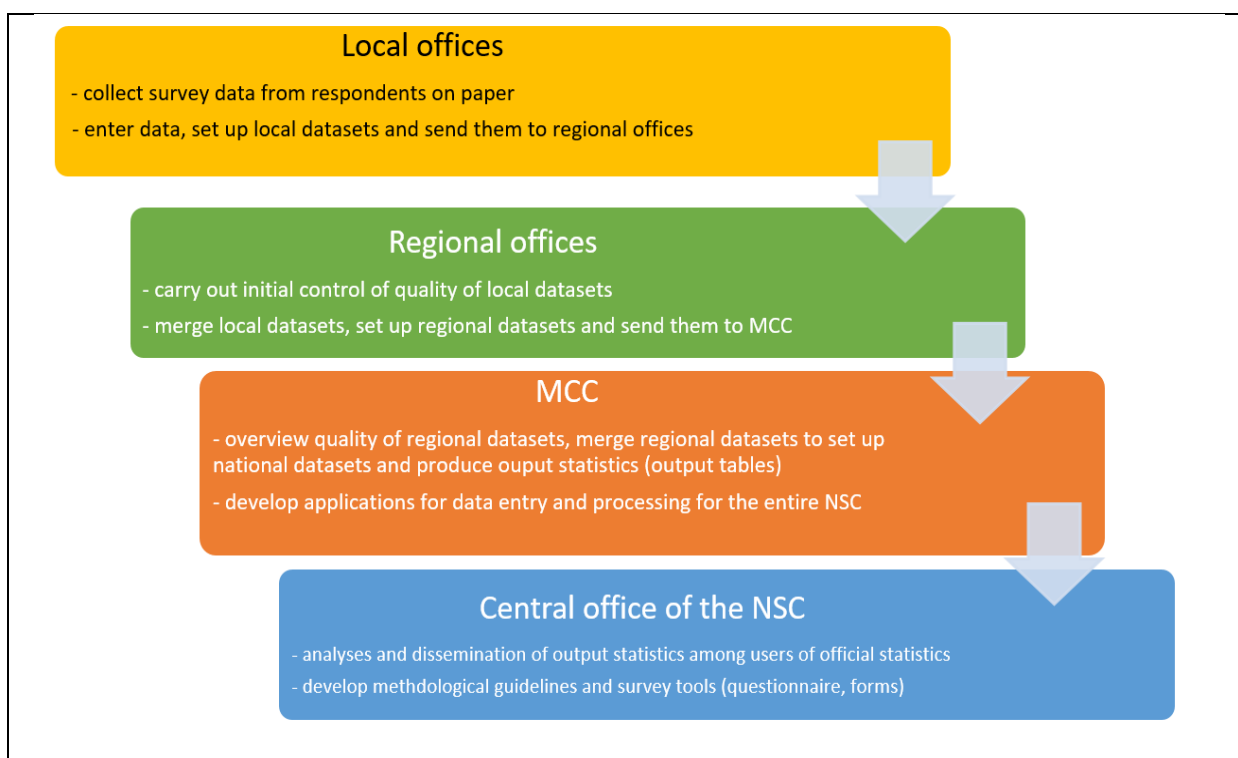 Local offices
- collect survey data from respondents on paper
- enter data, set up local datasets and send them to regional offices
Regional offices
- carry out initial control of quality of local datasets
- merge local datasets, set up regional datasets and send them to MCC
MCC
- overview quality of regional datasets, merge regional datasets to set up
national datasets and produce ouput statistics (output tables)
- develop applications for data entry and processing for the entire NSC
Central office of the NSC
- analyses and dissemination of output statistics among users of official statistics
- develop methdological guidelines and survey tools (questionnaire, forms)